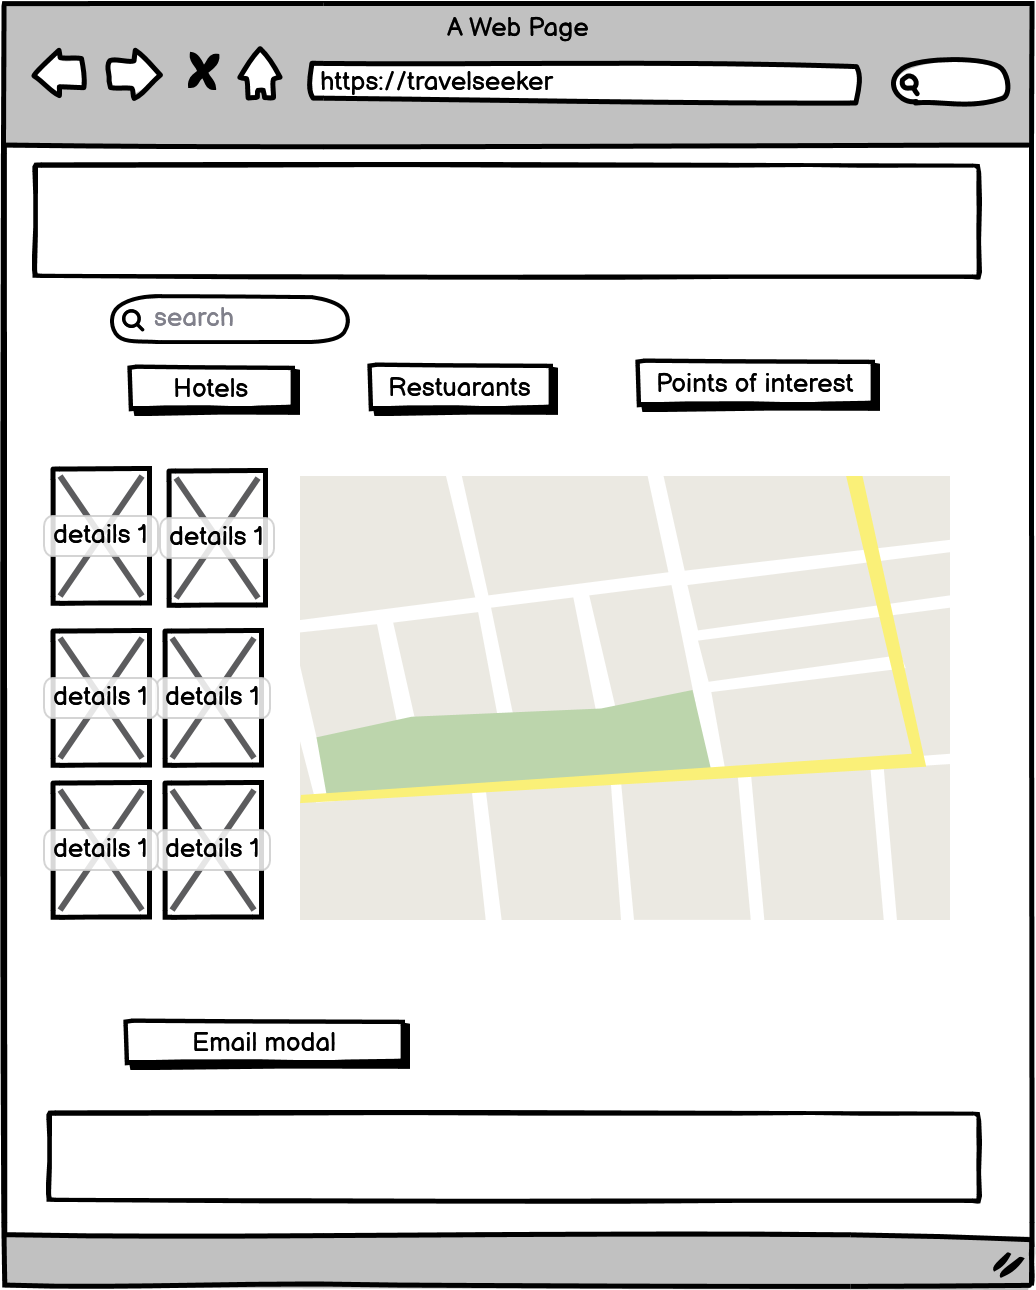 A Web Page
https://travelseeker
search
Hotels
Restuarants
Points of interest
details 1
details 1
details 1
details 1
details 1
details 1
Email modal